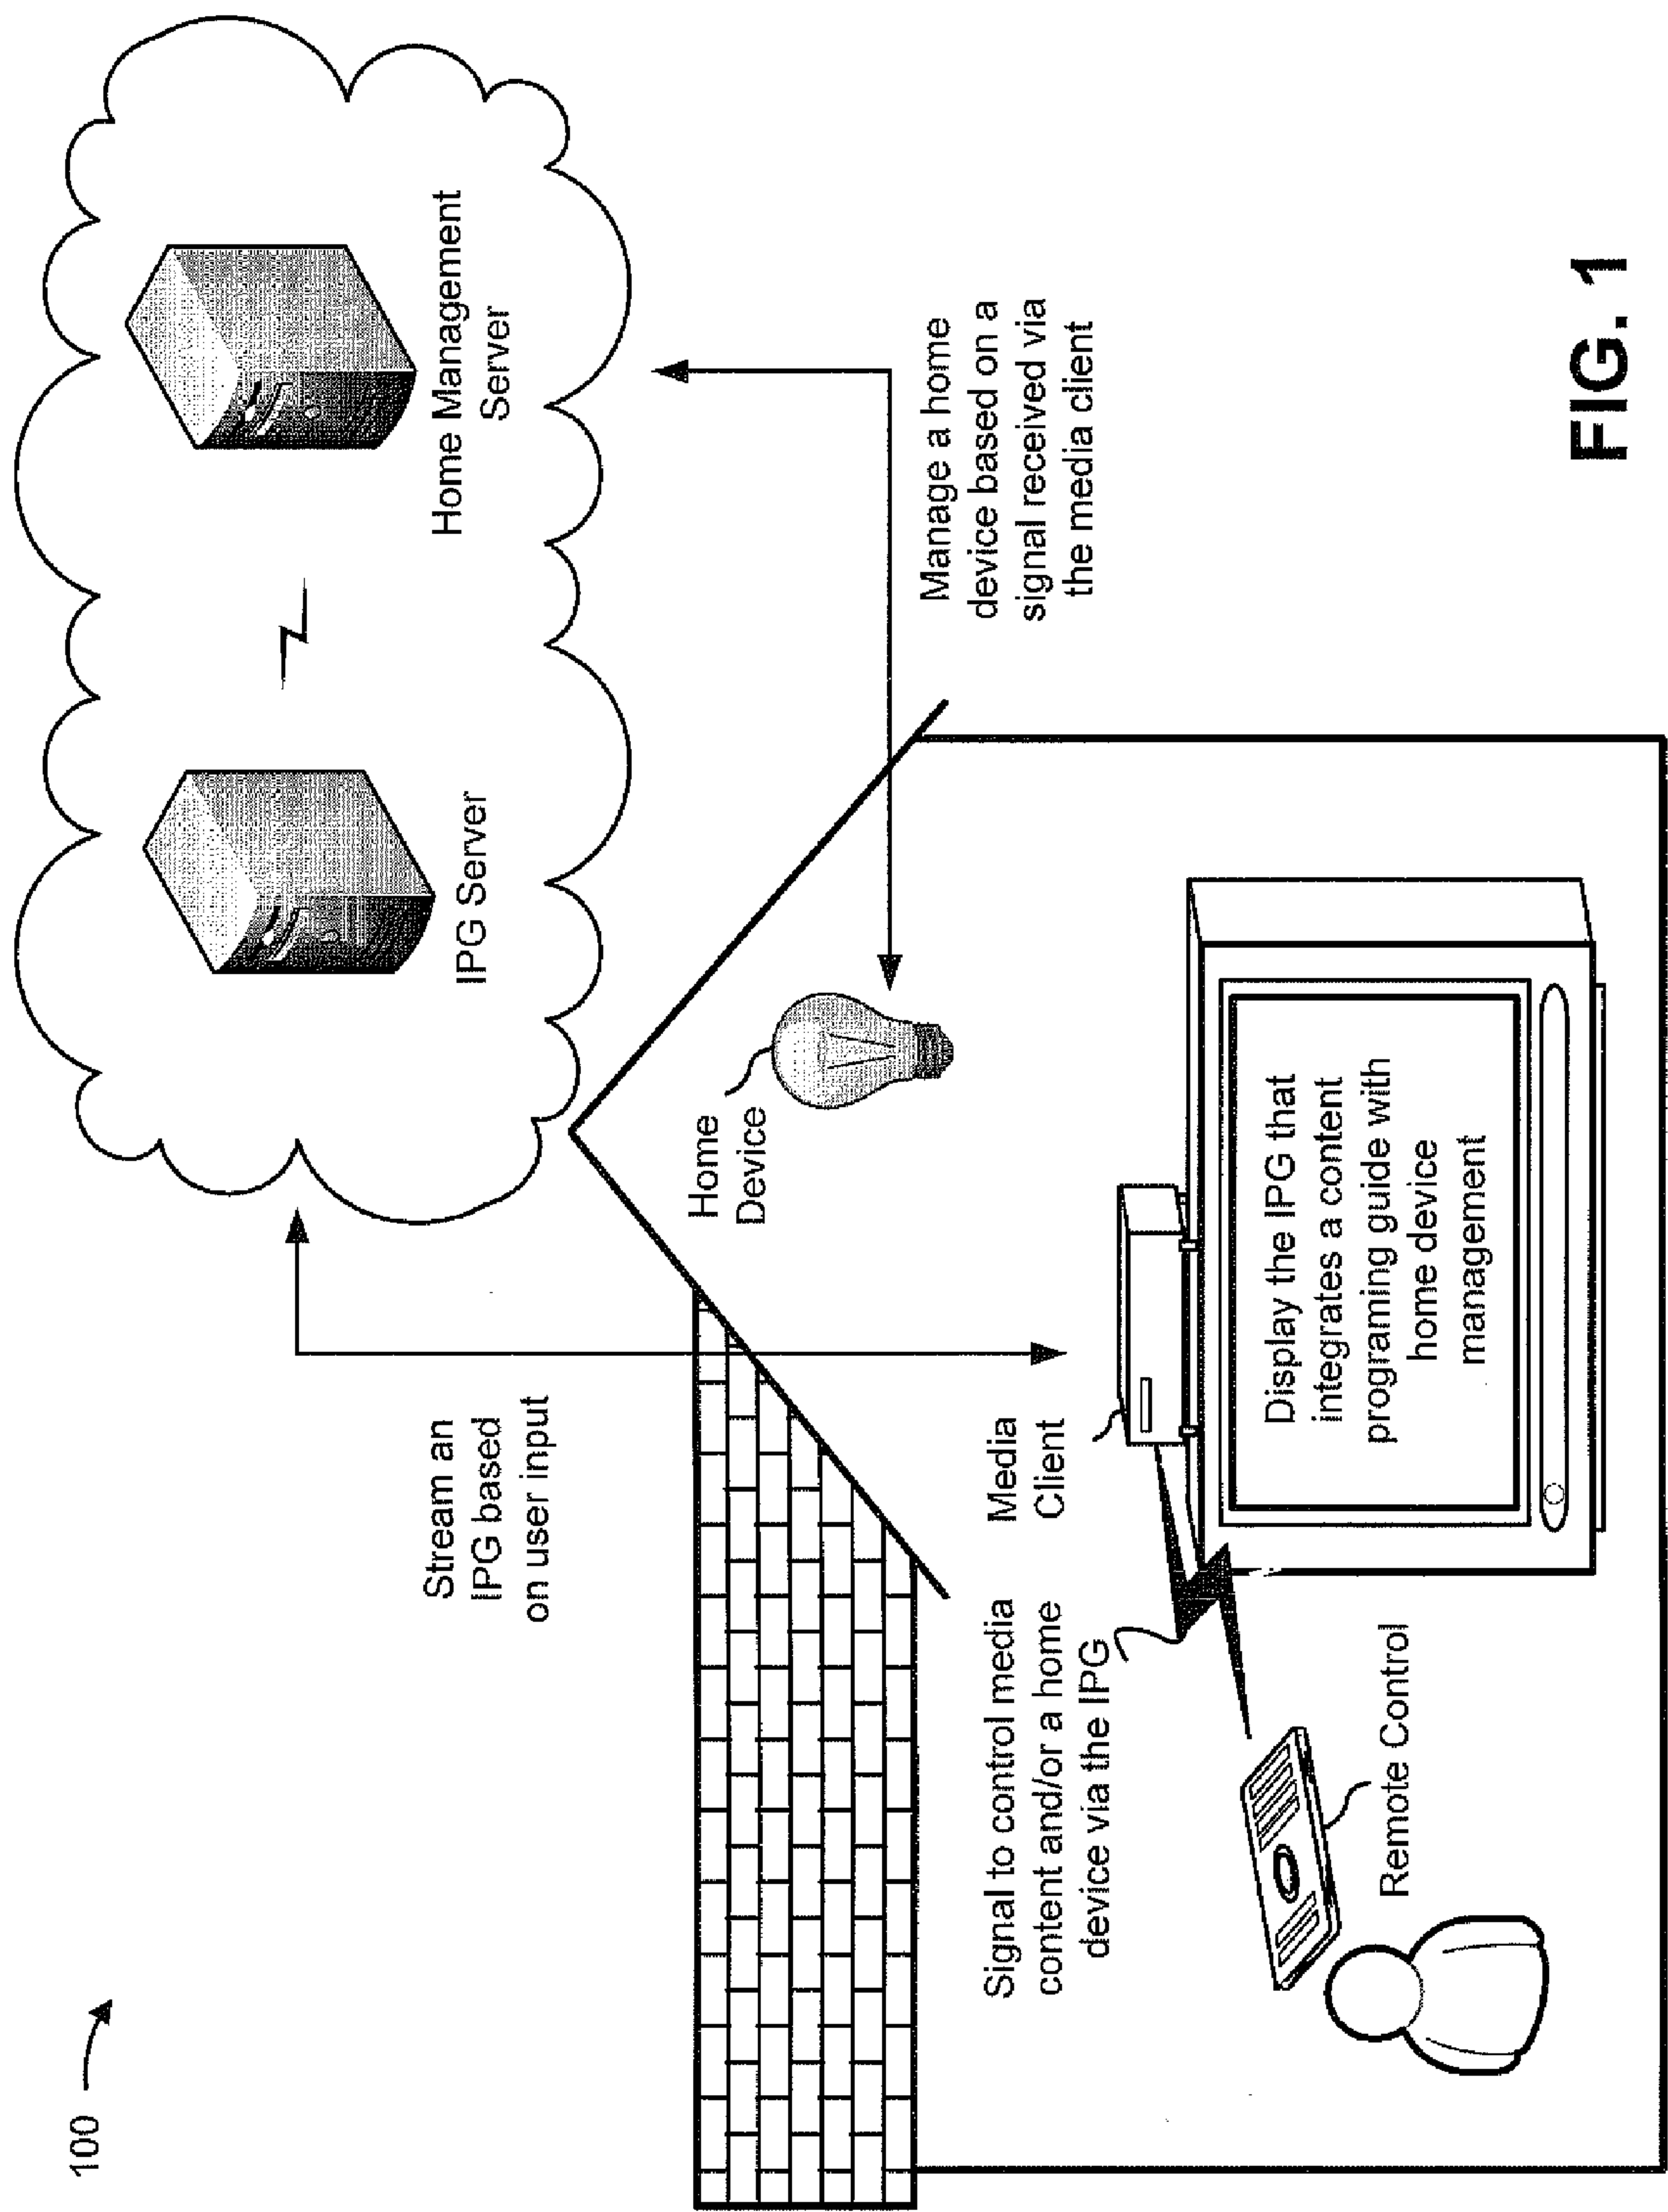 100
IPG Server
Home Management
Server
Stream an
IPG based
on user input
Manage a home
device based on a
signal received via
the media client
Home
Device
Media
Client
Signal to control media
content and/or a home
device via the IPG
Display the IPG that
integrates a content
programing guide with
home device
management
Remote Control
FIG. 1